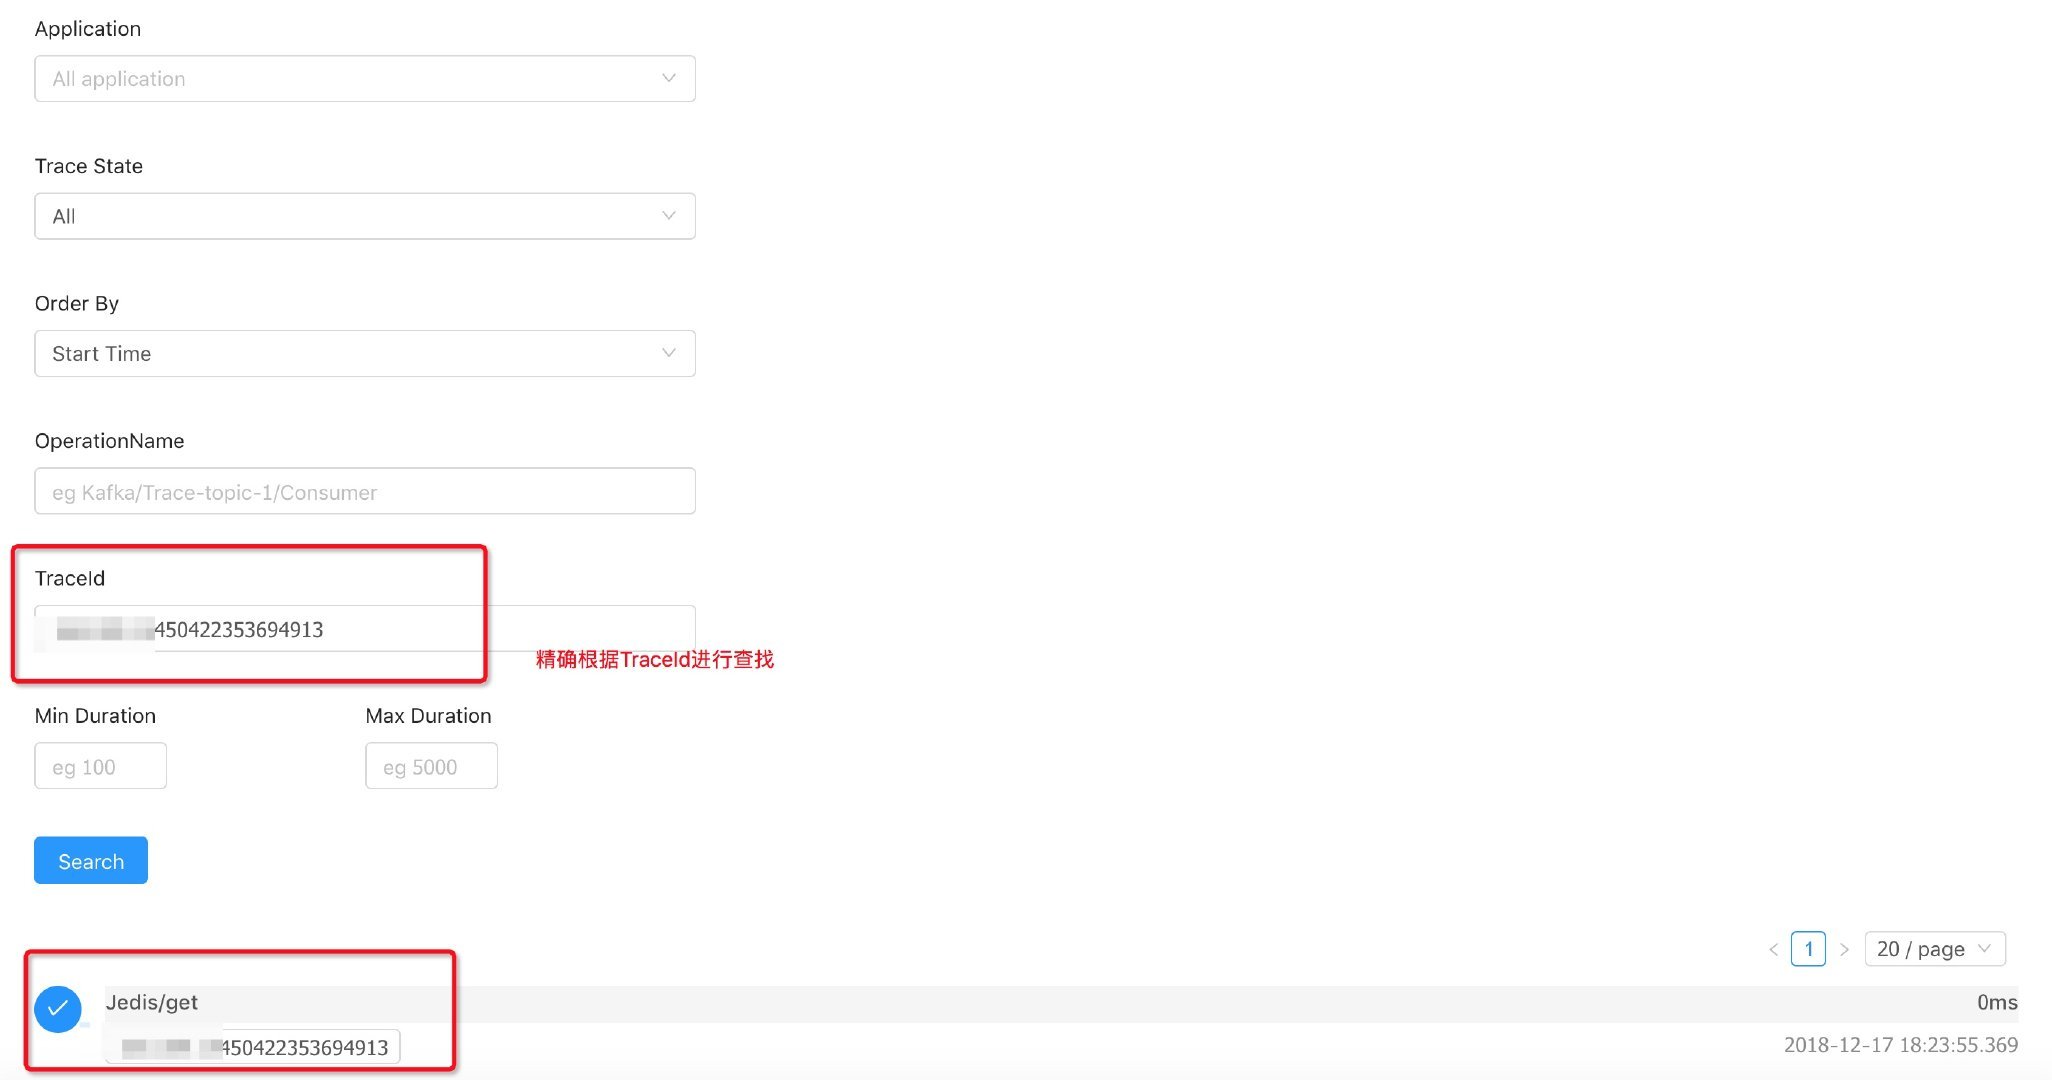 Application
All application
Trace State
All
Order By
Start Time
OperationName
eg Kafka/Trace-topic-1/Consumer
TraceId
450422353694913
精确根据TraceId进行查找
Min Duration
Max Duration
eg 100
eg 5000
Search
1
20 / page
Jedis/get
0ms
450422353694913
2018-12-17 18:23:55.369